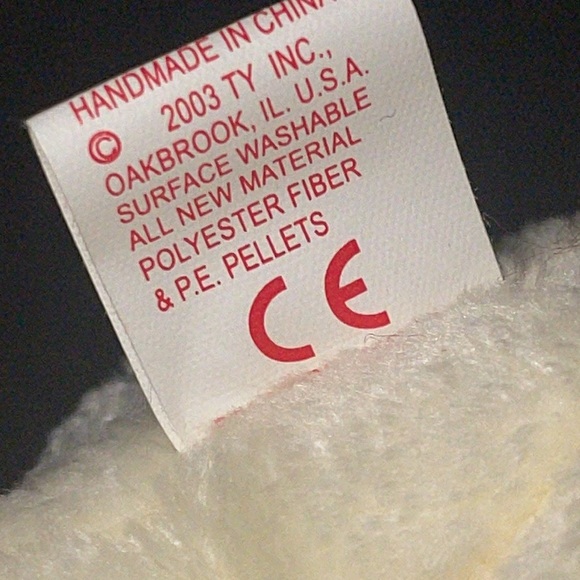 HANDMADE IN CHINA
© 2003 TY INC.,
OAKBROOK, IL. U.S.A.
SURFACE WASHABLE
ALL NEW MATERIAL
POLYESTER FIBER
& P.E. PELLETS
CE